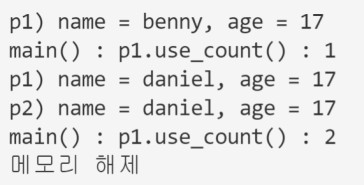 p1) name = benny, age = 17
main() : p1.use_count() : 1
p1) name = daniel, age = 17
p2) name = daniel, age = 17
main() : p1.use_count() : 2
메모리 해제